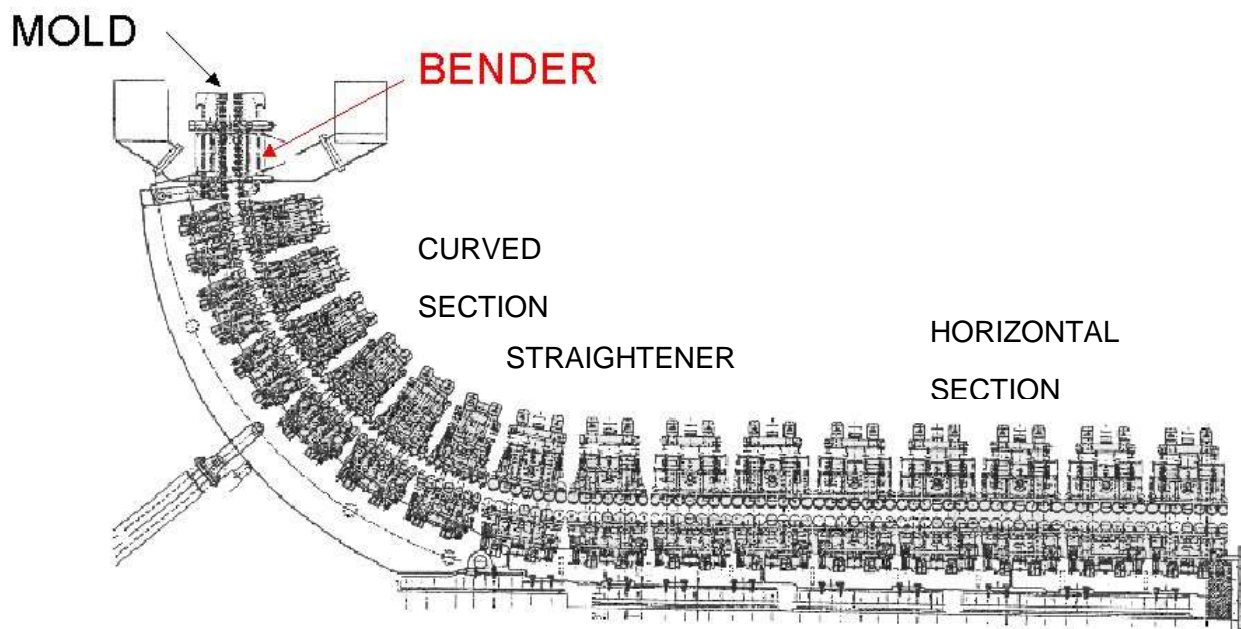 MOLD
BENDER
CURVED
SECTION
STRAIGHTENER
HORIZONTAL
SECTION